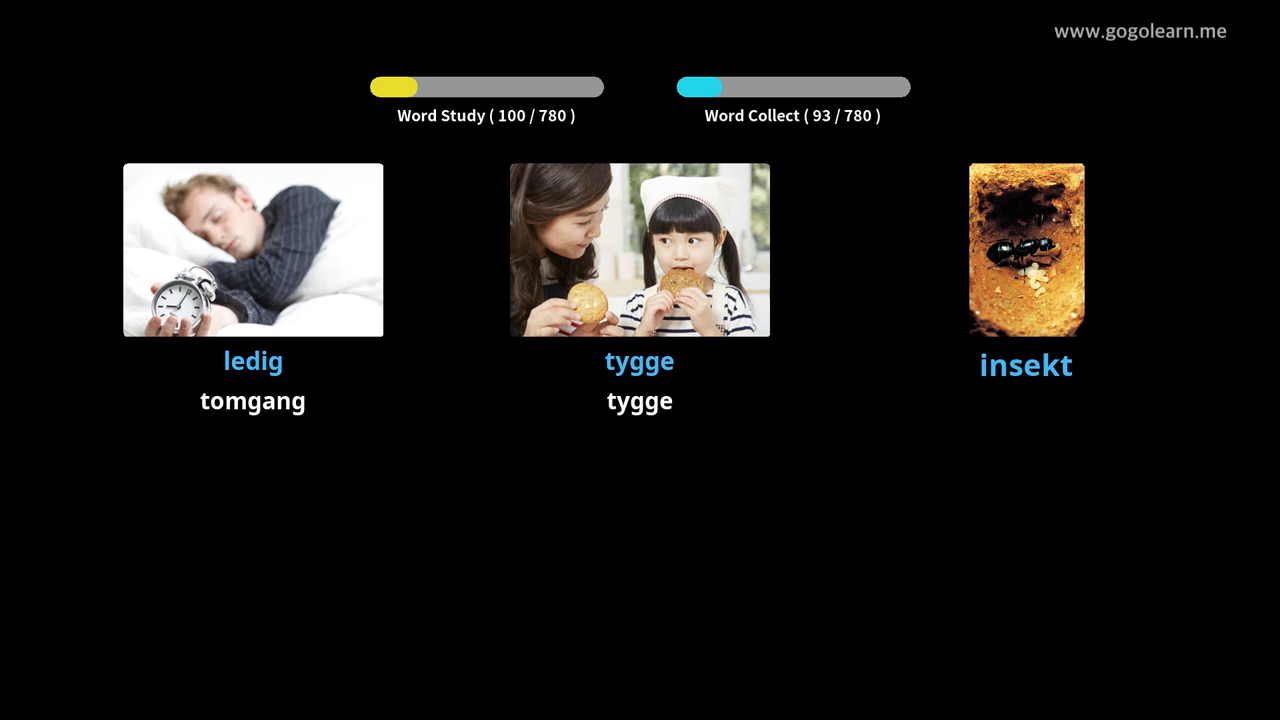 www.gogolearn.me
Word Study ( 100 / 780 )
Word Collect ( 93 / 780 )
ledig
tomgang
tygge
tygge
insekt